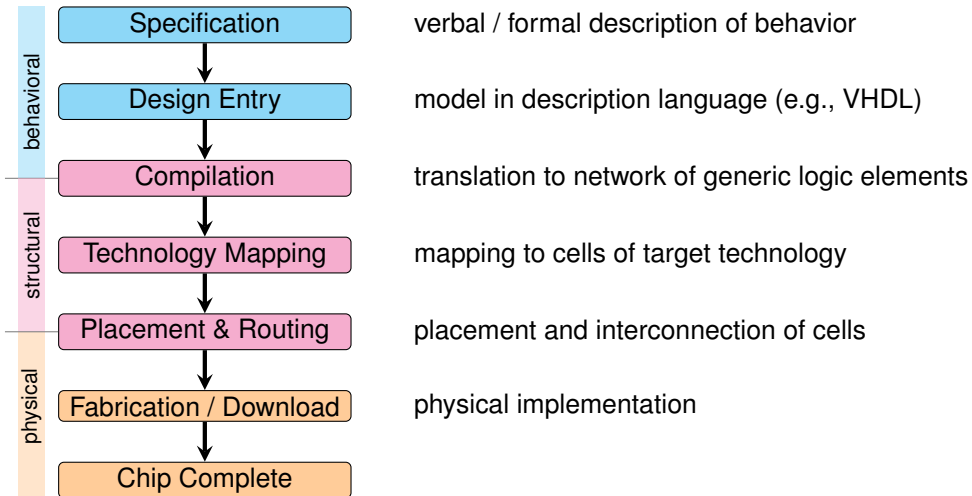 Specification verbal / formal description of behavior
Design Entry model in description language (e.g., VHDL)
behavioral
Compilation translation to network of generic logic elements
Technology Mapping mapping to cells of target technology
structural
Placement & Routing placement and interconnection of cells
Fabrication / Download physical implementation
physical
Chip Complete